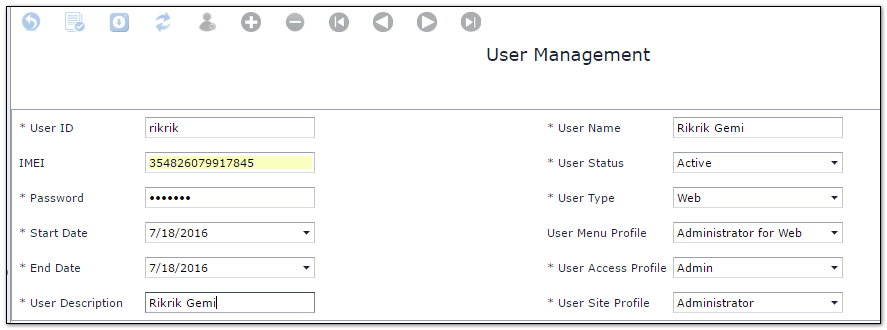 User Management
* User ID rikrik * User Name Rikrik Gemi
IMEI 354826079917845 * User Status Active
* Password ••••••• * User Type Web
* Start Date 7/18/2016 User Menu Profile Administrator for Web
* End Date 7/18/2016 * User Access Profile Admin
* User Description Rikrik Gemi * User Site Profile Administrator